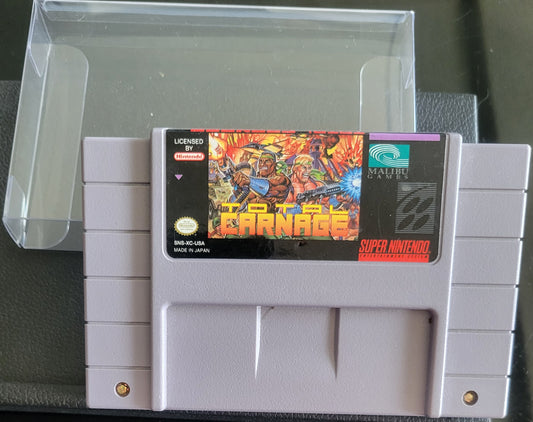 LICENSED
BY
Nintendo
TOTAL
CARNAGE
MALIBU
GAMES
SNS-XC-USA
MADE IN JAPAN
SUPER NINTENDO
ENTERTAINMENT SYSTEM